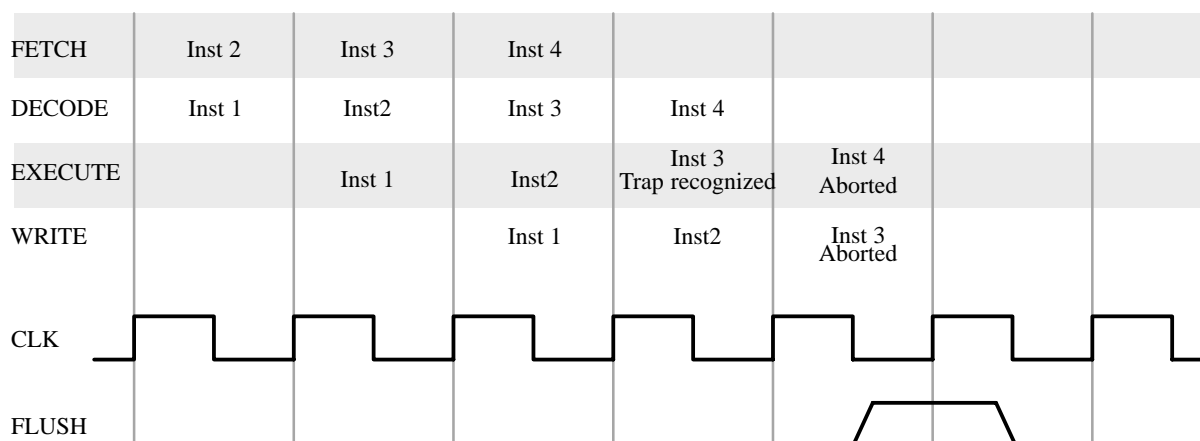 FETCH Inst 2 Inst 3 Inst 4
DECODE Inst 1 Inst2 Inst 3 Inst 4
EXECUTE Inst 1 Inst2 Inst 3 Inst 4
Trap recognized Aborted
WRITE Inst 1 Inst2 Inst 3
Aborted
CLK
FLUSH